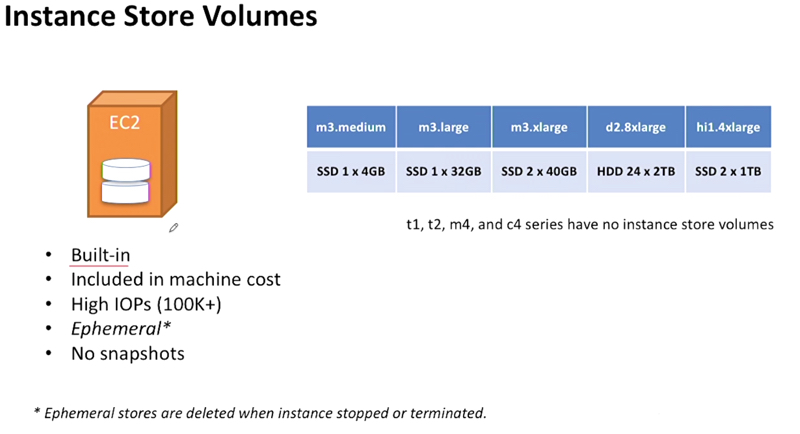 Instance Store Volumes
EC2
m3.medium m3.large m3.xlarge d2.8xlarge hi1.4xlarge
SSD 1 x 4GB SSD 1 x 32GB SSD 2 x 40GB HDD 24 x 2TB SSD 2 x 1TB
t1, t2, m4, and c4 series have no instance store volumes
• Built-in
• Included in machine cost
• High IOPs (100K+)
• Ephemeral*
• No snapshots
* Ephemeral stores are deleted when instance stopped or terminated.